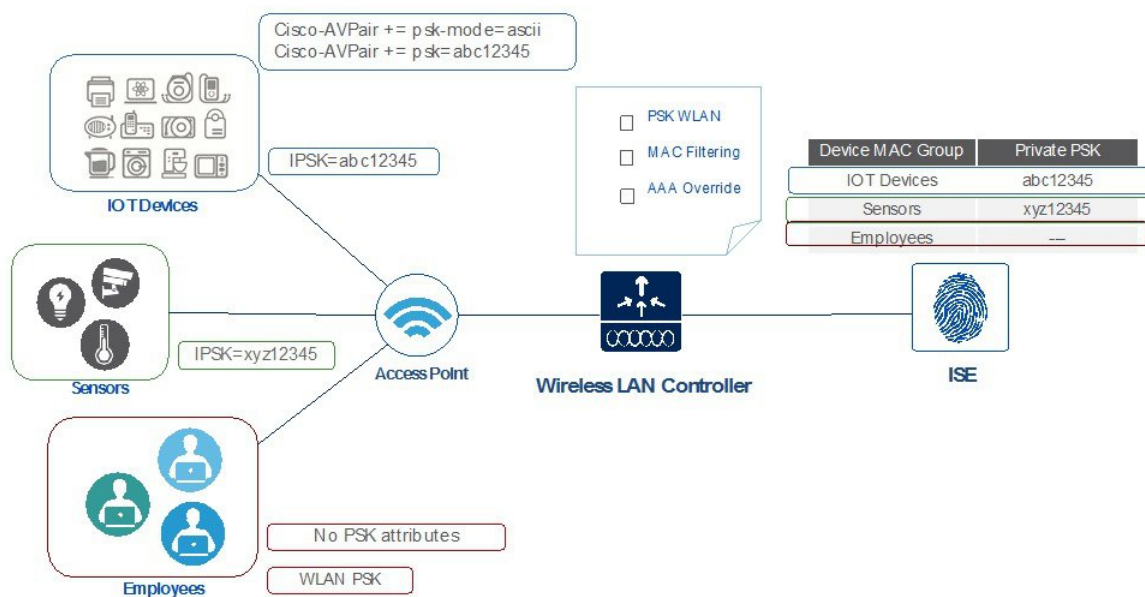 Cisco-AVPair += psk-mode=ascii
Cisco-AVPair += psk=abc12345
IPSK=abc12345
IOT Devices
PSK WLAN
MAC Filtering
AAA Override
Device MAC Group Private PSK
IOT Devices abc12345
Sensors xyz12345
Employees ---
IPSK=xyz12345
Sensors
Access Point
Wireless LAN Controller
ISE
No PSK attributes
WLAN PSK
Employees